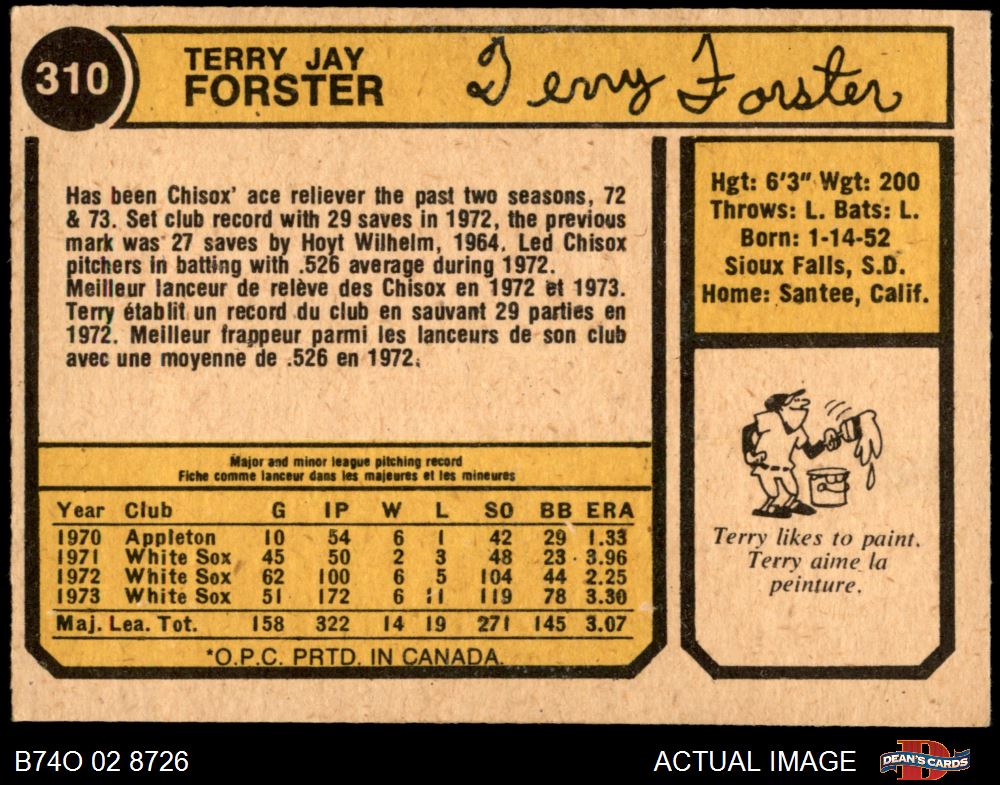 310
TERRY JAY
FORSTER
Terry Forster
Has been Chisox' ace reliever the past two seasons, 72
& 73. Set club record with 29 saves in 1972, the previous
mark was 27 saves by Hoyt Wilhelm, 1964. Led Chisox
pitchers in batting with .526 average during 1972.
Meilleur lanceur de relève des Chisox en 1972 et 1973.
Terry établit un record du club en sauvant 29 parties en
1972. Meilleur frappeur parmi les lanceurs de son club
avec une moyenne de .526 en 1972.
Hgt: 6'3" Wgt: 200
Throws: L. Bats: L.
Born: 1-14-52
Sioux Falls, S.D.
Home: Santee, Calif.
Major and minor league pitching record
Fiche comme lanceur dans les majeures et les mineures
Year Club G IP W L SO BB ERA
1970 Appleton 10 54 6 1 42 29 1.33
1971 White Sox 45 50 2 3 48 23 3.96
1972 White Sox 62 100 6 5 104 44 2.25
1973 White Sox 51 172 6 11 119 78 3.30
Maj. Lea. Tot. 158 322 14 19 271 145 3.07
*O.P.C. PRTD. IN CANADA.
Terry likes to paint.
Terry aime la
peinture.
B74O 02 8726
ACTUAL IMAGE
D
DEAN'S CARDS